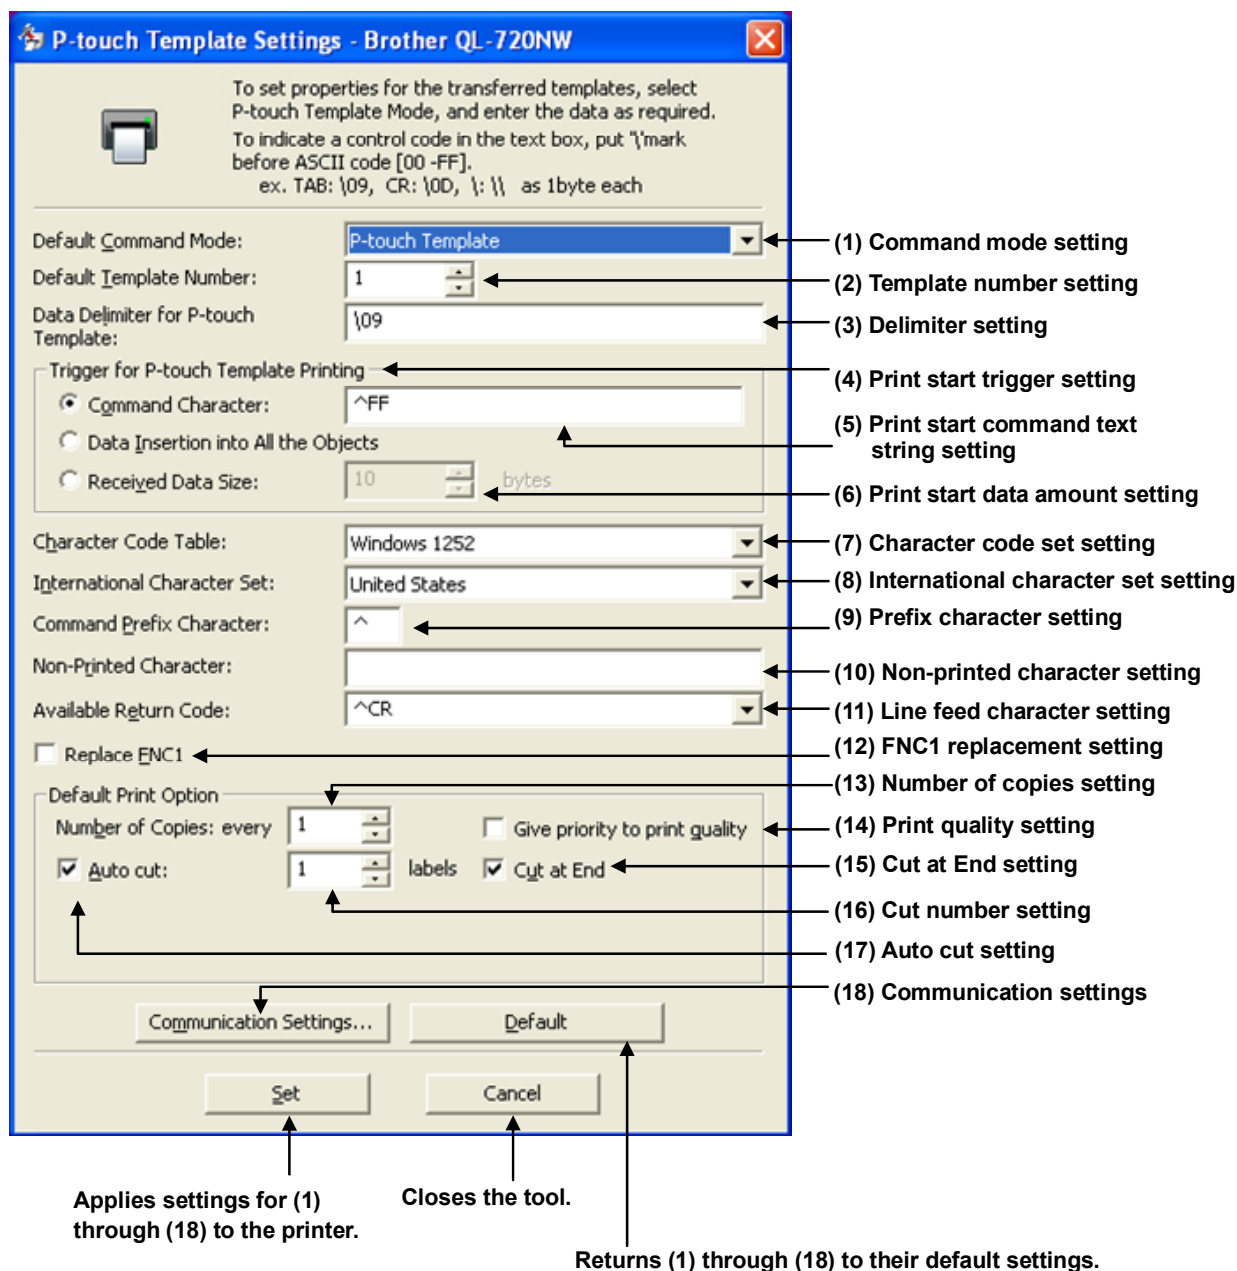 P-touch Template Settings - Brother QL-720NW
To set properties for the transferred templates, select
P-touch Template Mode, and enter the data as required.
To indicate a control code in the text box, put '\'mark
before ASCII code [00 -FF].
ex. TAB: \09, CR: \0D, \: \\ as 1byte each
Default Command Mode: P-touch Template (1) Command mode setting
Default Template Number: 1 (2) Template number setting
Data Delimiter for P-touch
Template: \09 (3) Delimiter setting
Trigger for P-touch Template Printing (4) Print start trigger setting
Command Character: ^FF (5) Print start command text
string setting
Data Insertion into All the Objects
Received Data Size: 10 bytes (6) Print start data amount setting
Character Code Table: Windows 1252 (7) Character code set setting
International Character Set: United States (8) International character set setting
Command Prefix Character: ^ (9) Prefix character setting
Non-Printed Character: (10) Non-printed character setting
Available Return Code: ^CR (11) Line feed character setting
Replace FNC1 (12) FNC1 replacement setting
Default Print Option (13) Number of copies setting
Number of Copies: every 1 Give priority to print quality (14) Print quality setting
Auto cut: 1 labels Cut at End (15) Cut at End setting
(16) Cut number setting
(17) Auto cut setting
(18) Communication settings
Communication Settings... Default
Set Cancel
Applies settings for (1)
through (18) to the printer.
Closes the tool.
Returns (1) through (18) to their default settings.